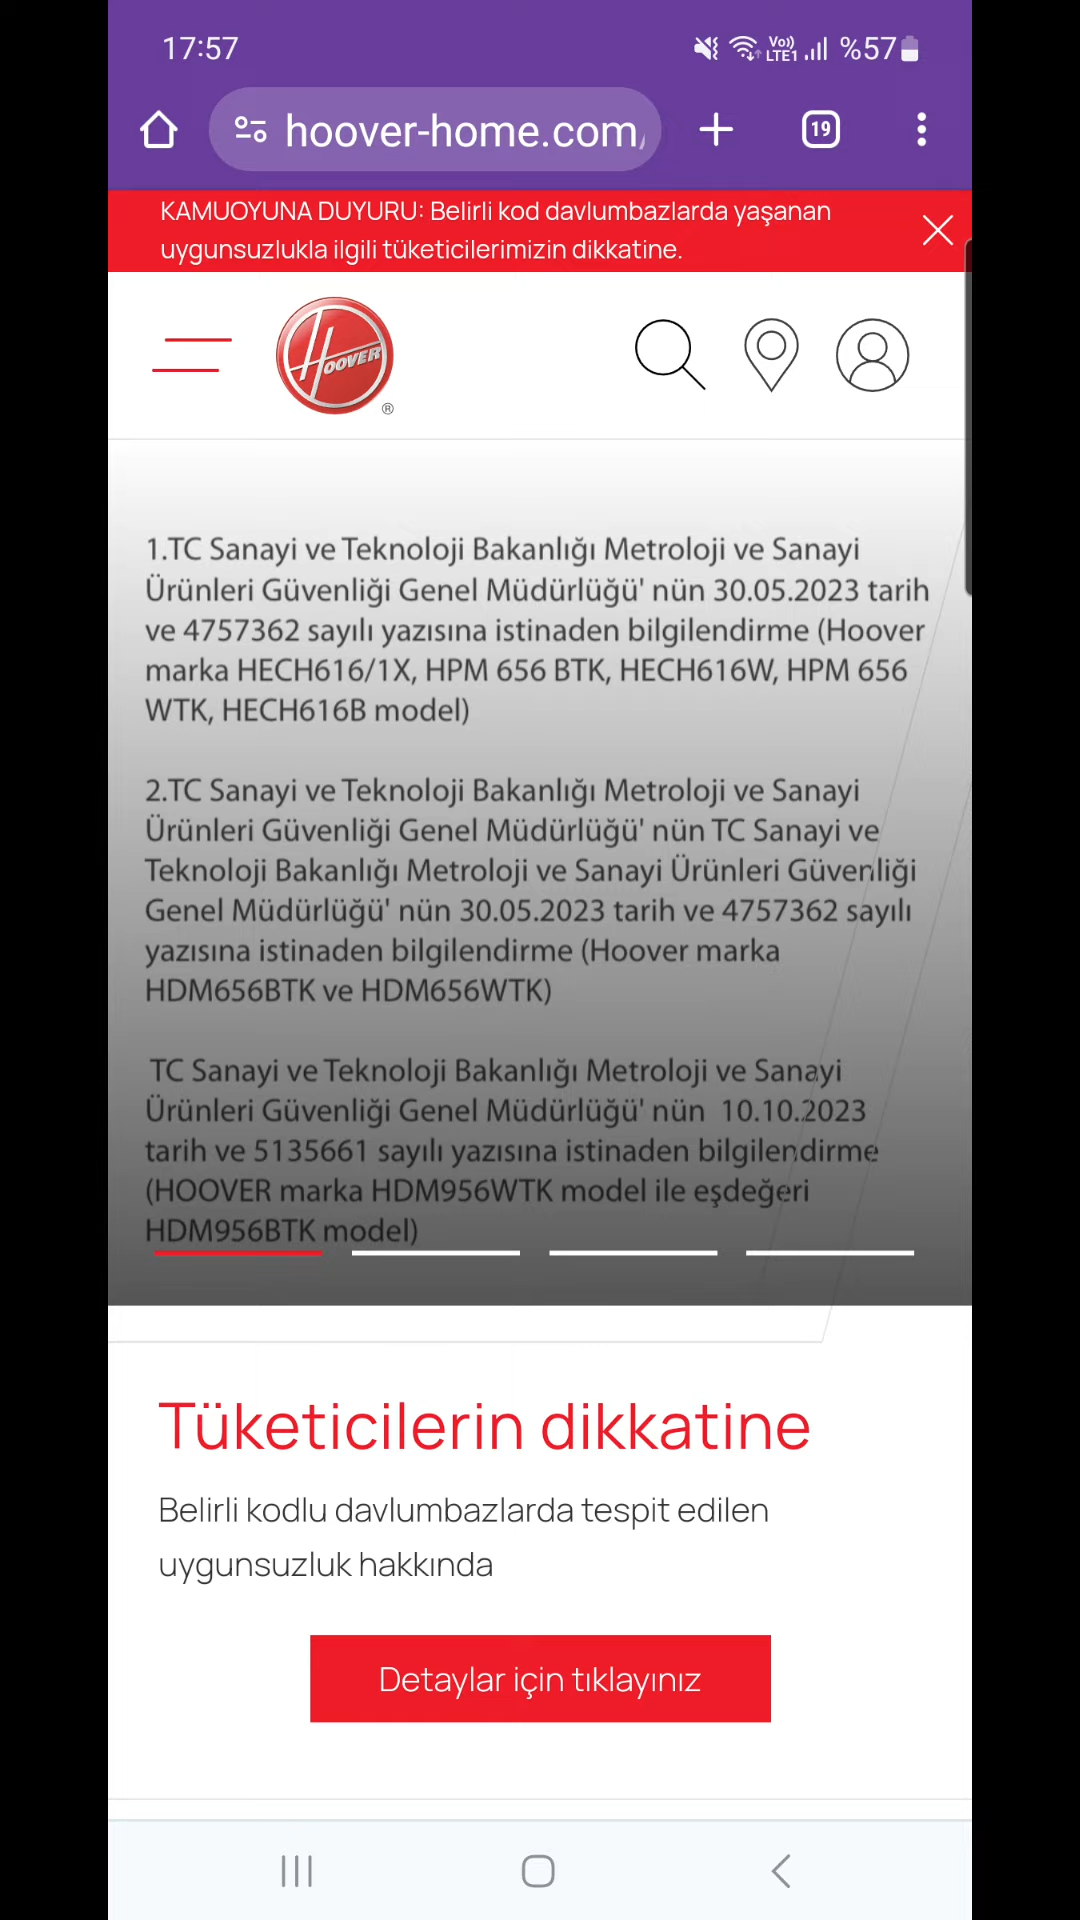 17:57
Vo))
LTE1
%57
hoover-home.com/
19
KAMUOYUNA DUYURU: Belirli kod davlumbazlarda yaşanan
uygunsuzlukla ilgili tüketicilerimizin dikkatine.
HOOVER
®
1.TC Sanayi ve Teknoloji Bakanlığı Metroloji ve Sanayi
Ürünleri Güvenliği Genel Müdürlüğü' nün 30.05.2023 tarih
ve 4757362 sayılı yazısına istinaden bilgilendirme (Hoover
marka HECH616/1X, HPM 656 BTK, HECH616W, HPM 656
WTK, HECH616B model)
2.TC Sanayi ve Teknoloji Bakanlığı Metroloji ve Sanayi
Ürünleri Güvenliği Genel Müdürlüğü' nün TC Sanayi ve
Teknoloji Bakanlığı Metroloji ve Sanayi Ürünleri Güvenliği
Genel Müdürlüğü' nün 30.05.2023 tarih ve 4757362 sayılı
yazısına istinaden bilgilendirme (Hoover marka
HDM656BTK ve HDM656WTK)
TC Sanayi ve Teknoloji Bakanlığı Metroloji ve Sanayi
Ürünleri Güvenliği Genel Müdürlüğü' nün 10.10.2023
tarih ve 5135661 sayılı yazısına istinaden bilgilendirme
(HOOVER marka HDM956WTK model ile eşdeğeri
HDM956BTK model)
Tüketicilerin dikkatine
Belirli kodlu davlumbazlarda tespit edilen
uygunsuzluk hakkında
Detaylar için tıklayınız